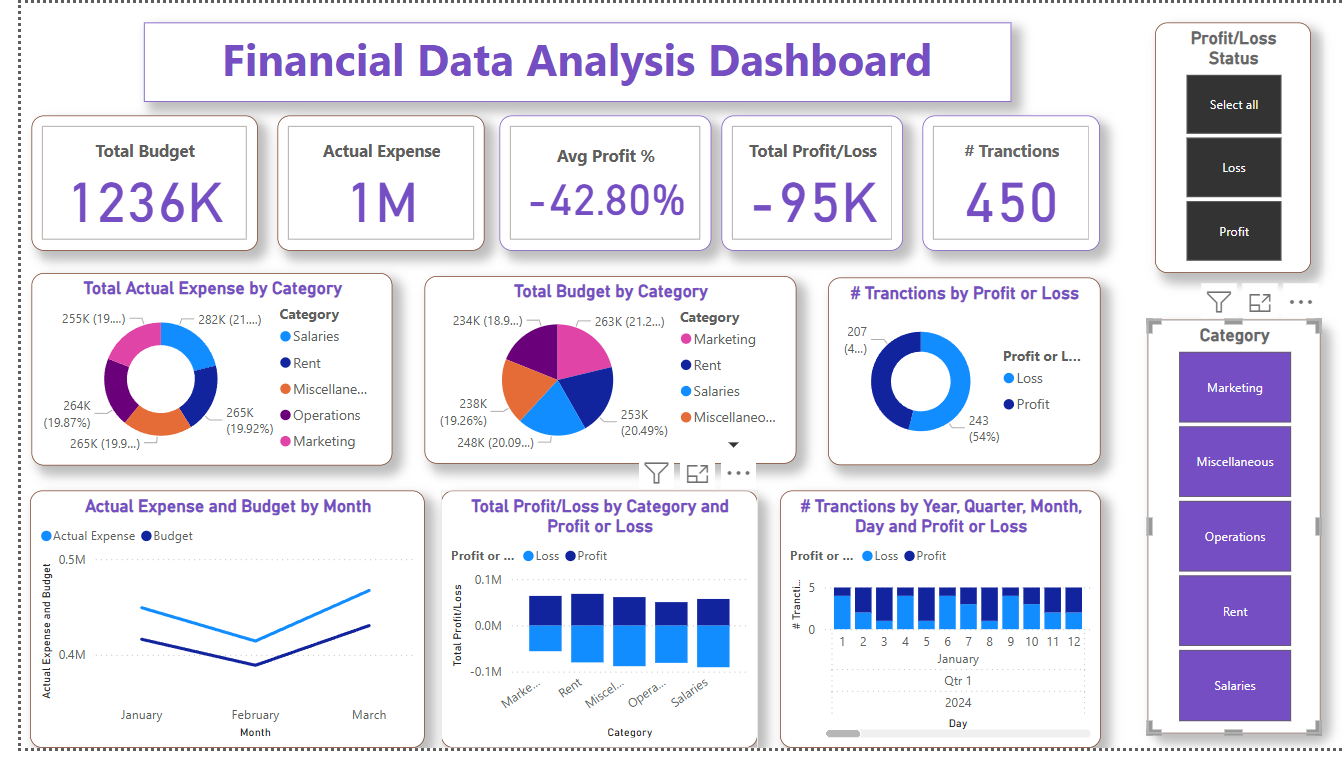 Financial Data Analysis Dashboard
Profit/Loss
Status
Select all
Loss
Profit
Total Budget
1236K
Actual Expense
1M
Avg Profit %
-42.80%
Total Profit/Loss
-95K
# Tranctions
450
Total Actual Expense by Category
255K (19....)
282K (21....)
264K
(19.87%)
265K (19.9...)
265K
(19.92%)
Category
Salaries
Rent
Miscellane...
Operations
Marketing
Total Budget by Category
234K (18.9...)
263K (21.2...)
238K
(19.26%)
248K (20.09...)
253K
(20.49%)
Category
Marketing
Rent
Salaries
Miscellaneo...
# Tranctions by Profit or Loss
207
(4...)
243
(54%)
Profit or L...
Loss
Profit
Category
Marketing
Miscellaneous
Operations
Rent
Salaries
Actual Expense and Budget by Month
Actual Expense Budget
Actual Expense and Budget
0.5M
0.4M
January February March
Month
Total Profit/Loss by Category and
Profit or Loss
Profit or ... Loss Profit
Total Profit/Loss
0.1M
0.0M
-0.1M
Marke... Rent Miscel... Opera... Salaries
Category
# Tranctions by Year, Quarter, Month,
Day and Profit or Loss
Profit or ... Loss Profit
# Trancti...
5
0
1 2 3 4 5 6 7 8 9 10 11 12
January
Qtr 1
2024
Day